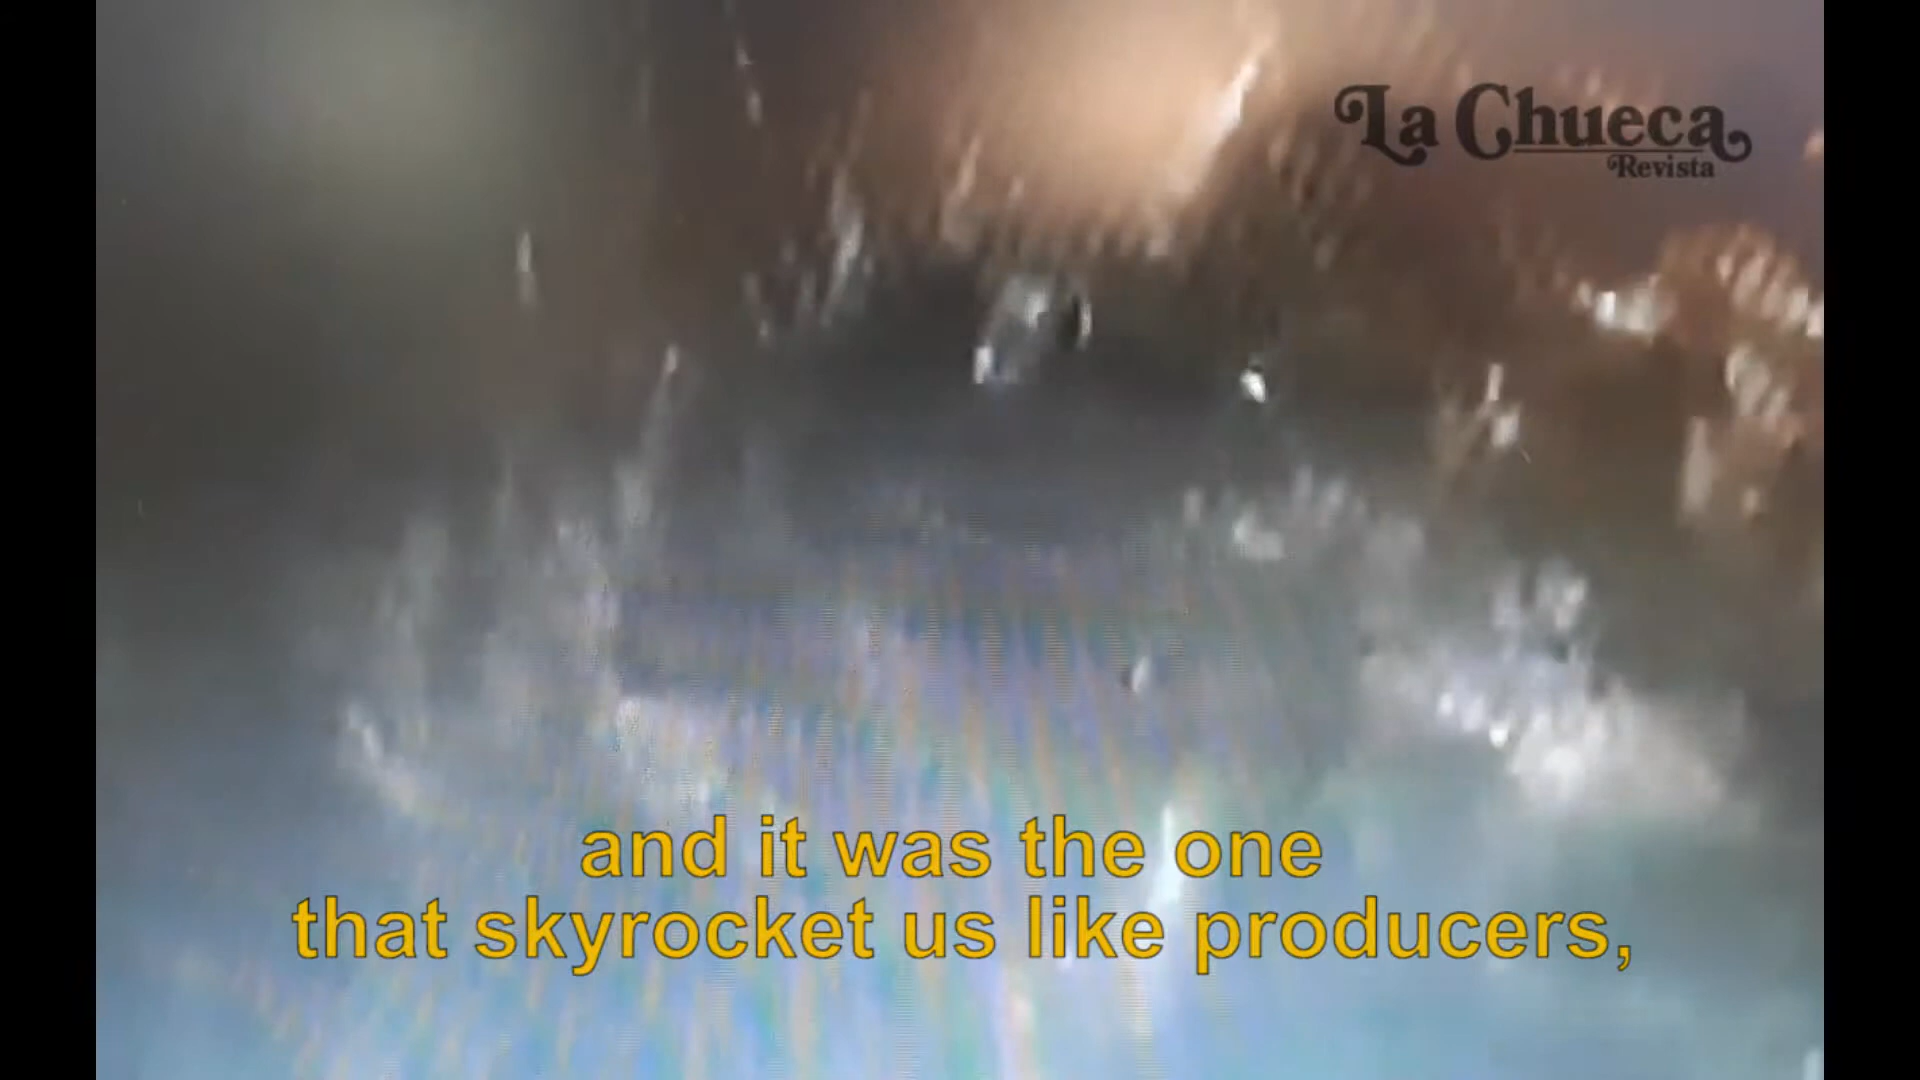 La Chueca
Revista
and it was the one
that skyrocket us like producers,